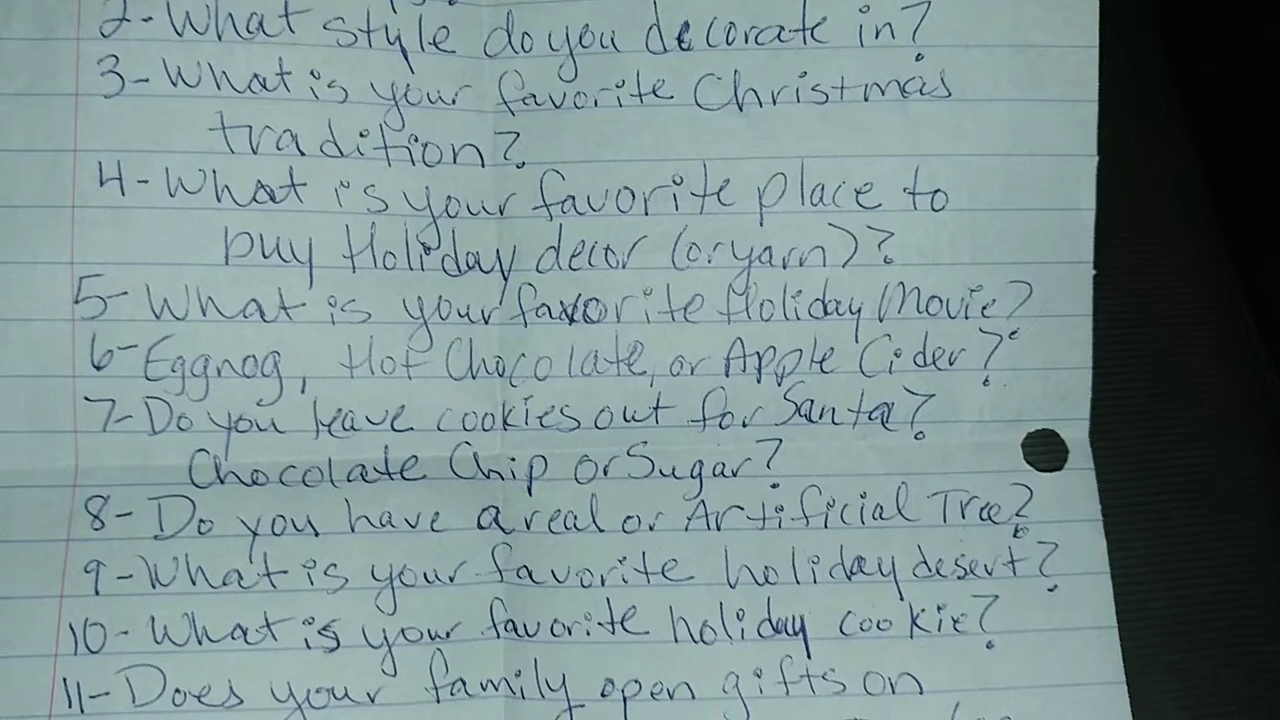 2-What style do you decorate in?
3-What is your favorite Christmas
tradition?
4-What is your favorite place to
buy Holiday decor (or yarn)?
5-What is your favorite Holiday Movie?
6-Eggnog, Hot Chocolate, or Apple Cider?
7-Do you leave cookies out for Santa?
Chocolate Chip or Sugar?
8-Do you have a real or Artificial Tree?
9-What is your favorite holiday desert?
10-What is your favorite holiday cookie?
11-Does your family open gifts on